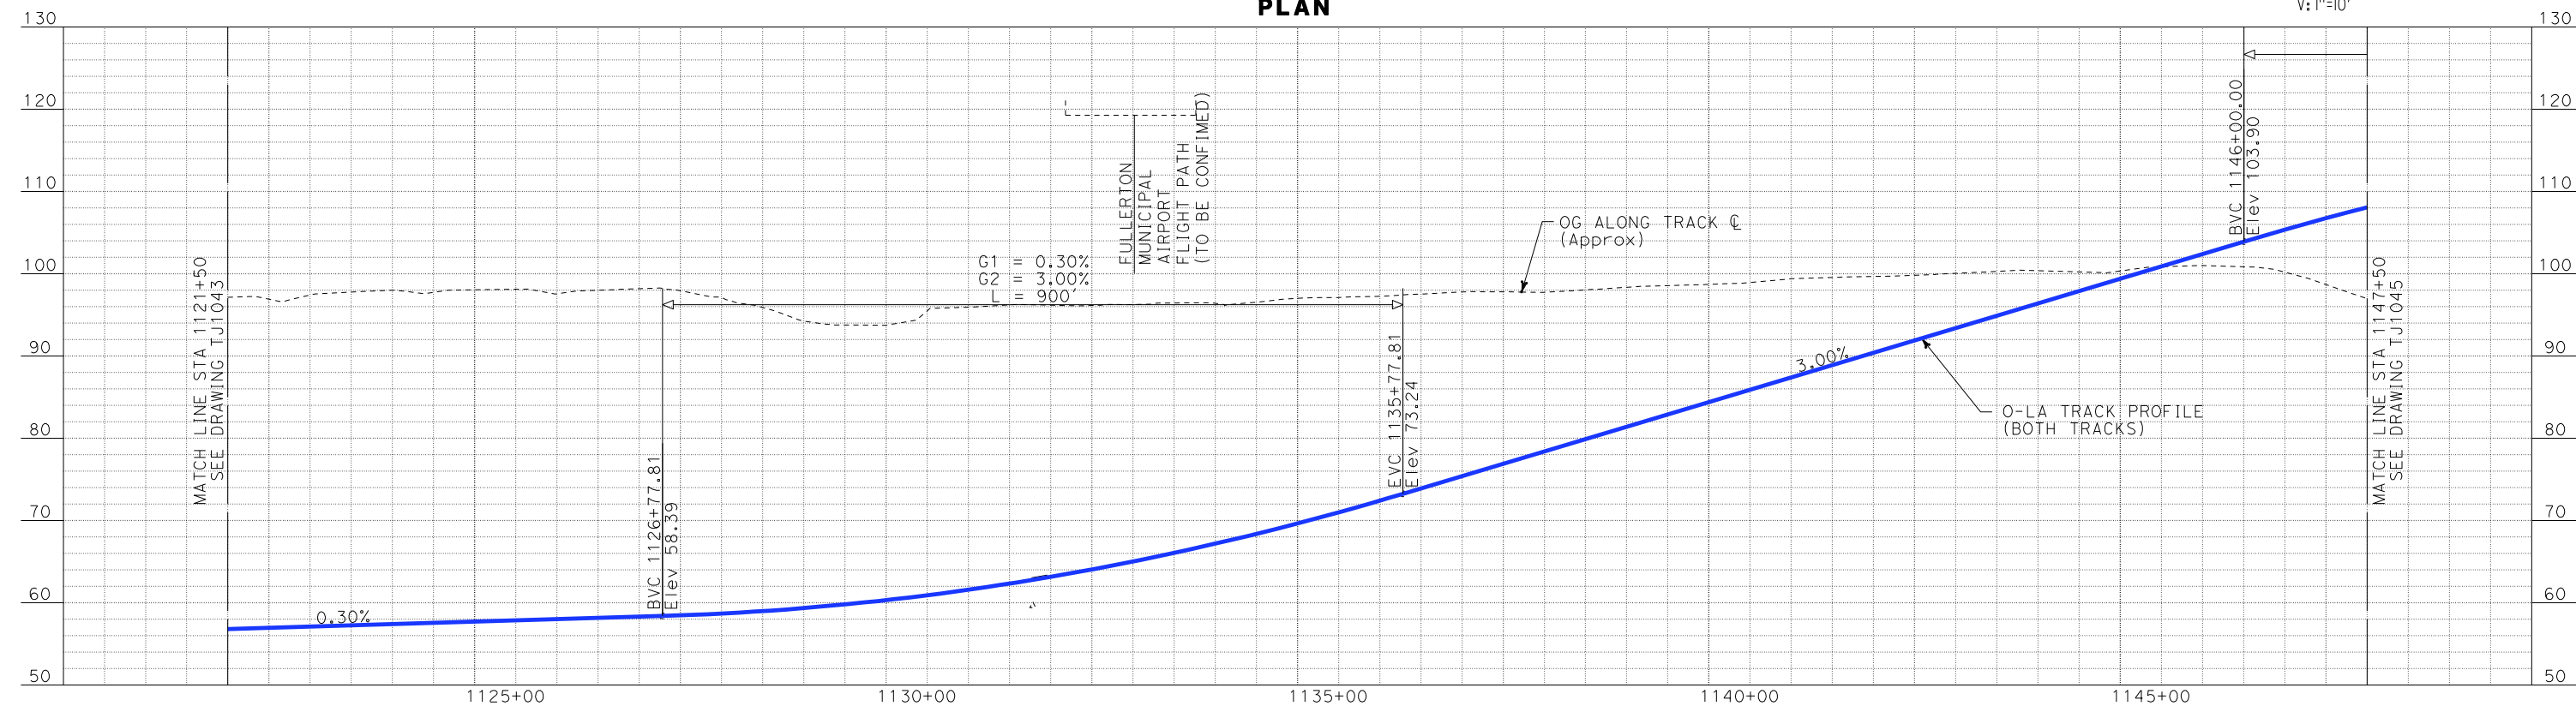 PLAN
V: 1"=10'
130
130
120
120
110
110
100
100
90
90
80
80
70
70
60
60
50
50
MATCH LINE STA 1121+50
SEE DRAWING TJ1043
0.30%
BVC 1126+77.81
Elev 58.39
G1 = 0.30%
G2 = 3.00%
L = 900'
FULLERTON
MUNICIPAL
AIRPORT
FLIGHT PATH
(TO BE CONFIMED)
EVC 1135+77.81
Elev 73.24
OG ALONG TRACK ℄
(Approx)
3.00%
O-LA TRACK PROFILE
(BOTH TRACKS)
BVC 1146+00.00
Elev 103.90
MATCH LINE STA 1147+50
SEE DRAWING TJ1045
1125+00
1130+00
1135+00
1140+00
1145+00